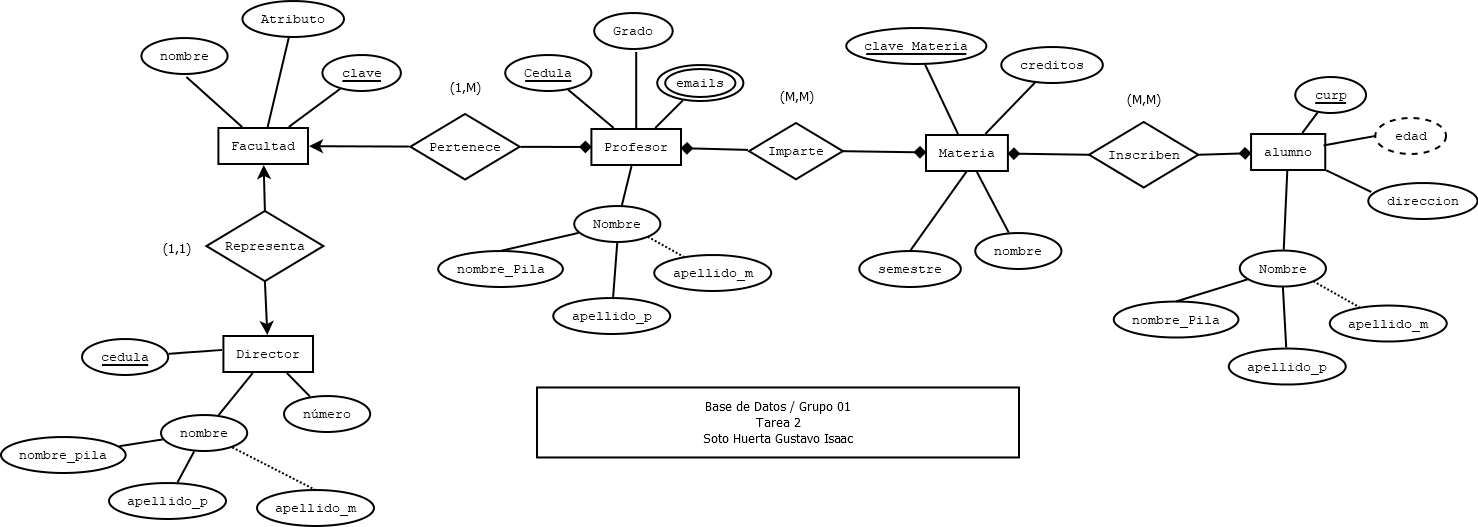 Atributo
nombre
clave
Facultad
(1,M)
Pertenece
Grado
Cedula
emails
Profesor
Nombre
nombre_Pila
apellido_m
apellido_p
(M,M)
Imparte
clave Materia
creditos
Materia
semestre
nombre
(M,M)
Inscriben
curp
edad
alumno
direccion
Nombre
nombre_Pila
apellido_m
apellido_p
(1,1)
Representa
cedula
Director
número
nombre
nombre_pila
apellido_p
apellido_m
Base de Datos / Grupo 01
Tarea 2
Soto Huerta Gustavo Isaac